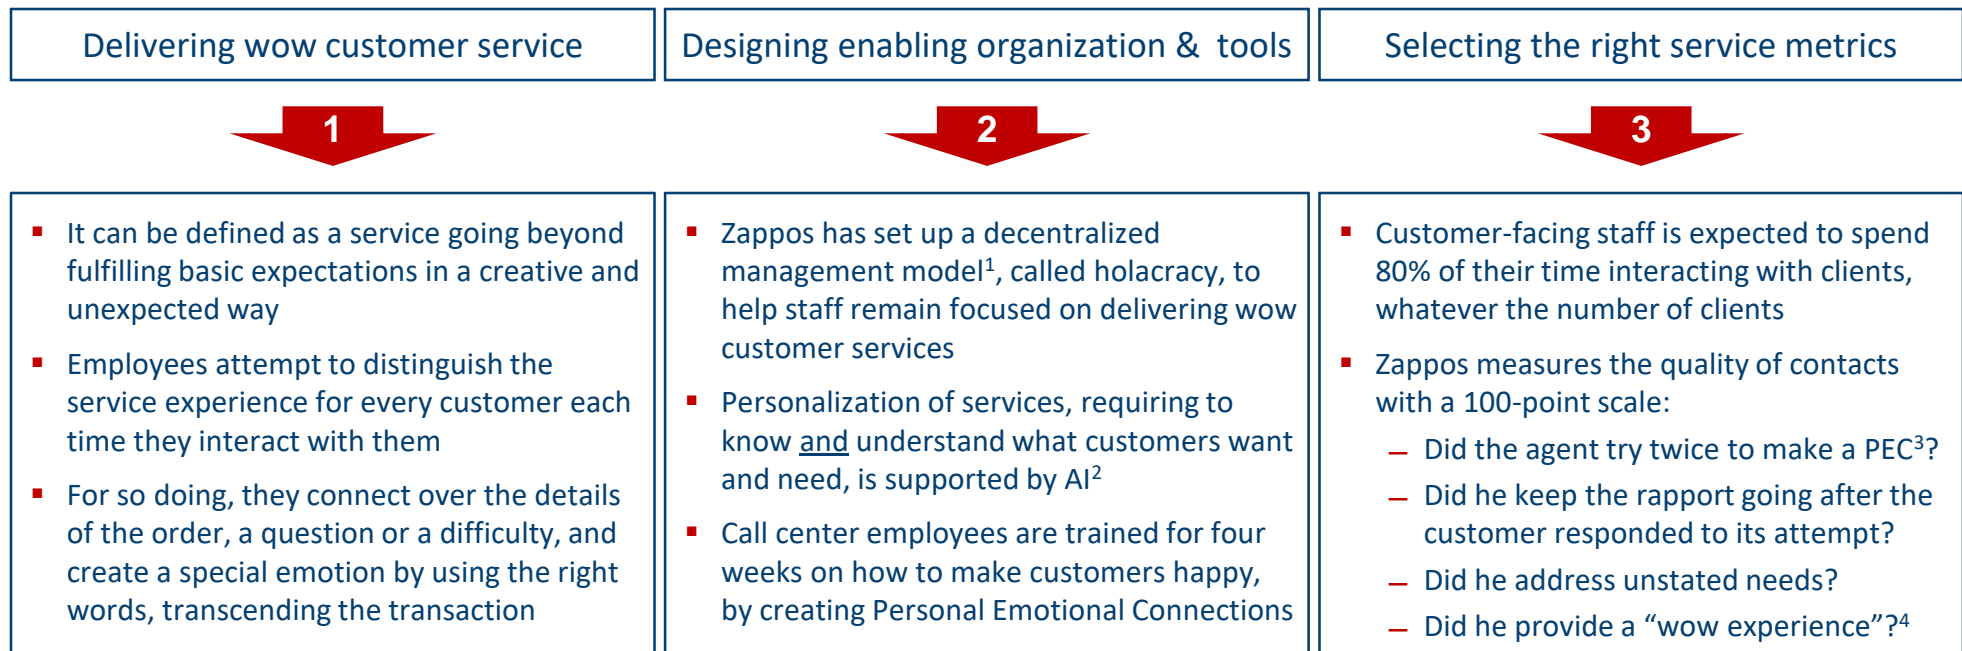 Delivering wow customer service
Designing enabling organization & tools
Selecting the right service metrics
1
2
3
▪ It can be defined as a service going beyond
fulfilling basic expectations in a creative and
unexpected way
▪ Employees attempt to distinguish the
service experience for every customer each
time they interact with them
▪ For so doing, they connect over the details
of the order, a question or a difficulty, and
create a special emotion by using the right
words, transcending the transaction
▪ Zappos has set up a decentralized
management model¹, called holacracy, to
help staff remain focused on delivering wow
customer services
▪ Personalization of services, requiring to
know and understand what customers want
and need, is supported by AI²
▪ Call center employees are trained for four
weeks on how to make customers happy,
by creating Personal Emotional Connections
▪ Customer-facing staff is expected to spend
80% of their time interacting with clients,
whatever the number of clients
▪ Zappos measures the quality of contacts
with a 100-point scale:
– Did the agent try twice to make a PEC³?
– Did he keep the rapport going after the
customer responded to its attempt?
– Did he address unstated needs?
– Did he provide a “wow experience”?⁴